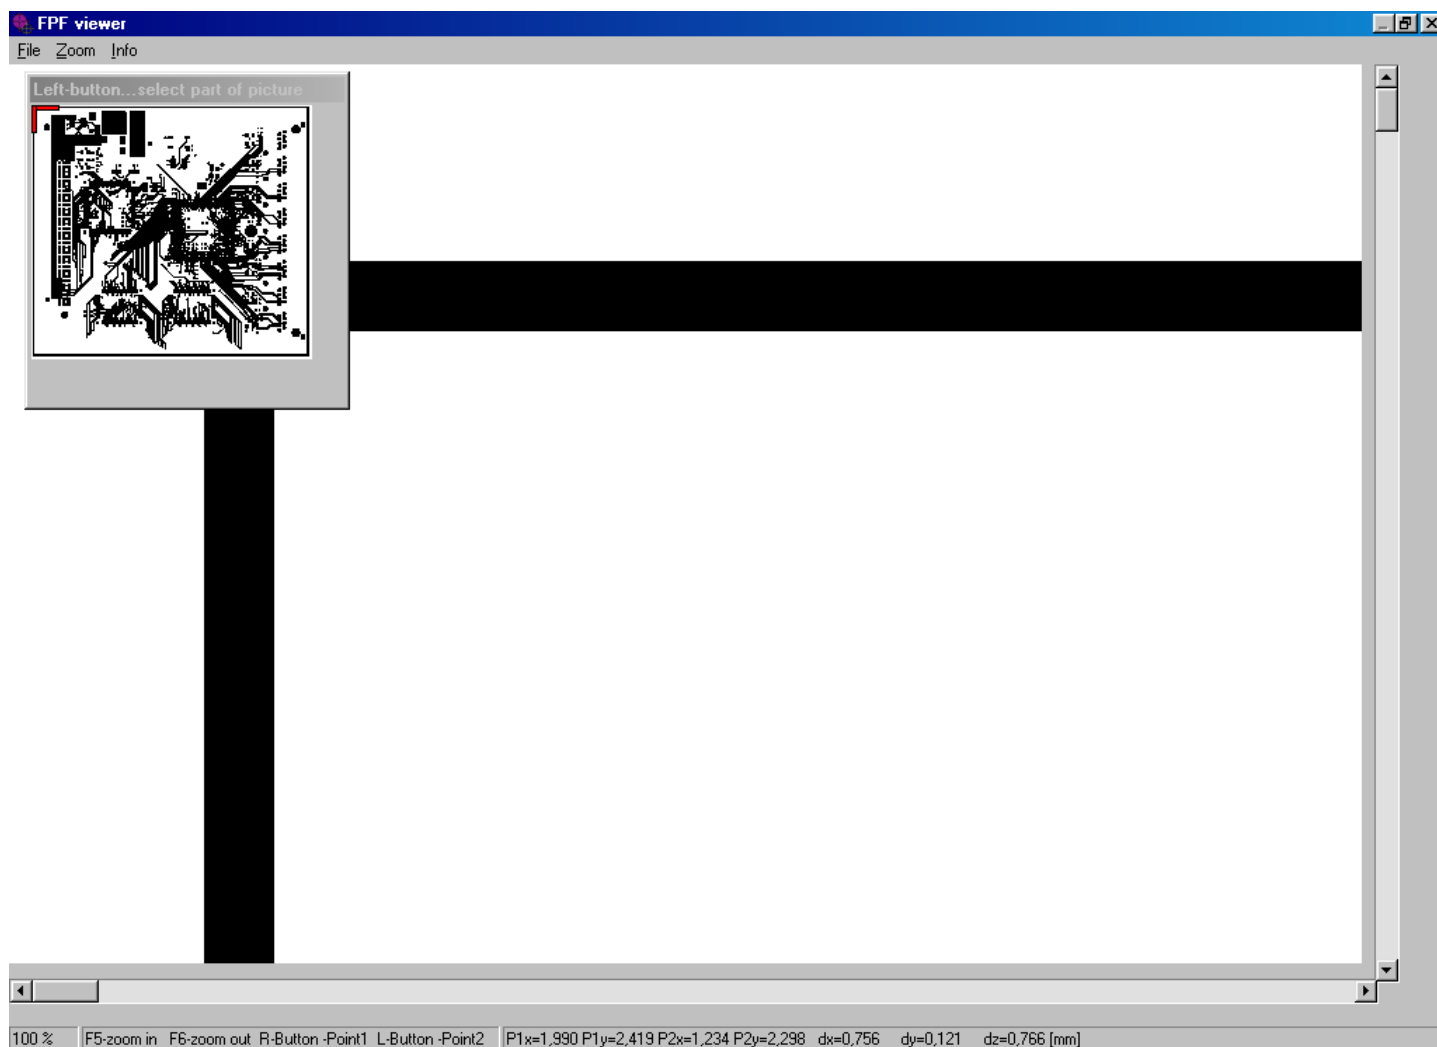 FPF viewer
File Zoom Info
Left-button...select part of picture
100 % F5-zoom in F6-zoom out R-Button -Point1 L-Button -Point2 P1x=1,990 P1y=2,419 P2x=1,234 P2y=2,298 dx=0,756 dy=0,121 dz=0,766 [mm]